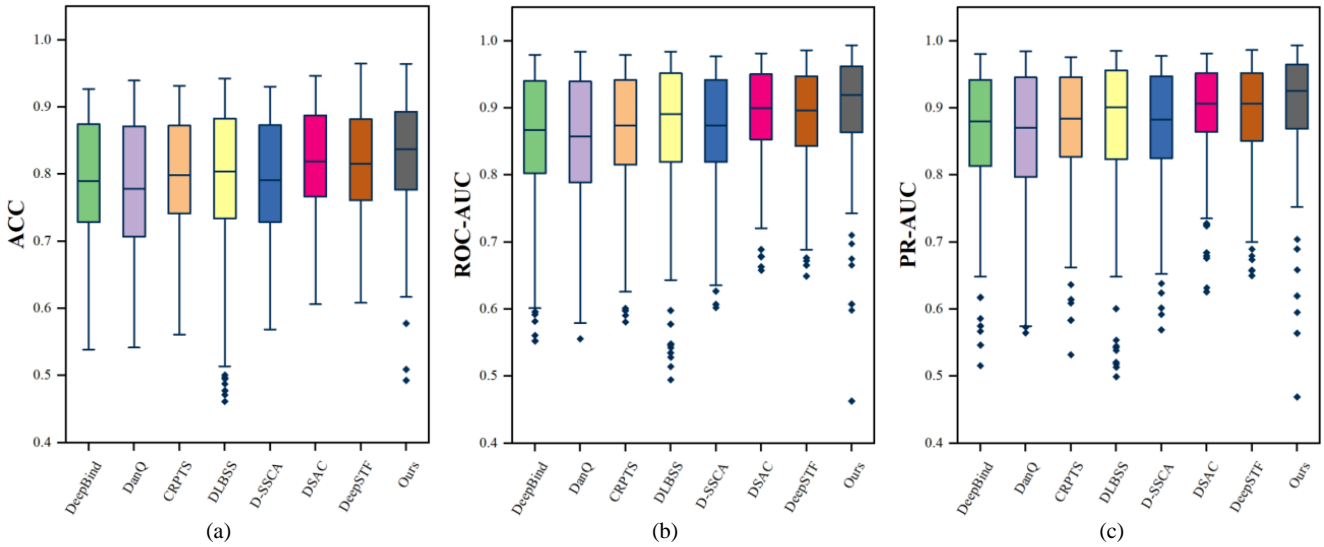 ACC
1.0
0.9
0.8
0.7
0.6
0.5
0.4
DeepBind
DanQ
CRPTS
DLBSS
D-SSCA
DSAC
DeepSTF
Ours
(a)
ROC-AUC
1.0
0.9
0.8
0.7
0.6
0.5
0.4
DeepBind
DanQ
CRPTS
DLBSS
D-SSCA
DSAC
DeepSTF
Ours
(b)
PR-AUC
1.0
0.9
0.8
0.7
0.6
0.5
0.4
DeepBind
DanQ
CRPTS
DLBSS
D-SSCA
DSAC
DeepSTF
Ours
(c)